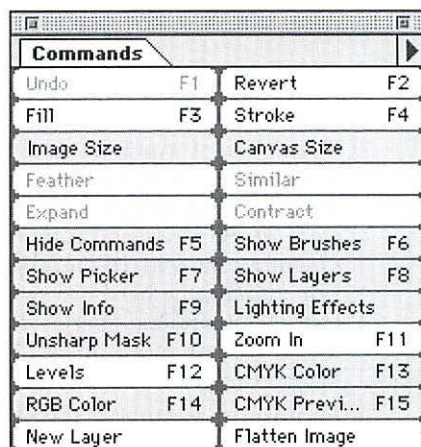 Commands
Undo F1 Revert F2
Fill F3 Stroke F4
Image Size Canvas Size
Feather Similar
Expand Contract
Hide Commands F5 Show Brushes F6
Show Picker F7 Show Layers F8
Show Info F9 Lighting Effects
Unsharp Mask F10 Zoom In F11
Levels F12 CMYK Color F13
RGB Color F14 CMYK Previ... F15
New Layer Flatten Image